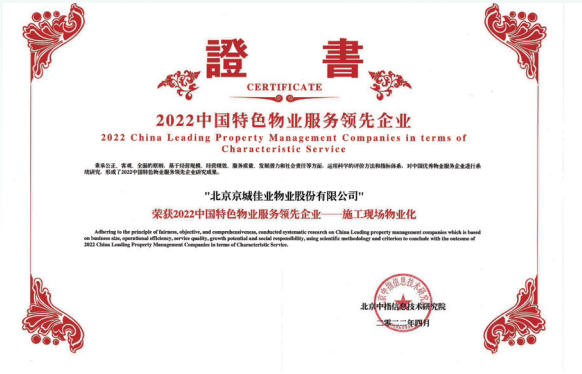 證 書
CERTIFICATE
2022中国特色物业服务领先企业
2022 China Leading Property Management Companies in terms of
Characteristic Service
秉承公正、客观、全面的原则，基于经营规模、经营绩效、服务质量、发展潜力和社会责任等方面，运用科学的评价方法和指标体系，对中国优秀物业服务企业进行系
统研究，形成了2022中国特色物业服务领先企业研究成果。
"北京京城佳业物业股份有限公司"
荣获2022中国特色物业服务领先企业——施工现场物业化
Adhering to the principle of fairness, objective, and comprehensiveness, conducted systematic research on China Leading property management companies which is based
on business size, operational efficiency, service quality, growth potential and social responsibility, using scientific methodology and criterion to conclude with the outcome of
2022 China Leading Property Management Companies in terms of Characteristic Service.
北京中指信息技术研究院
二零二二年四月